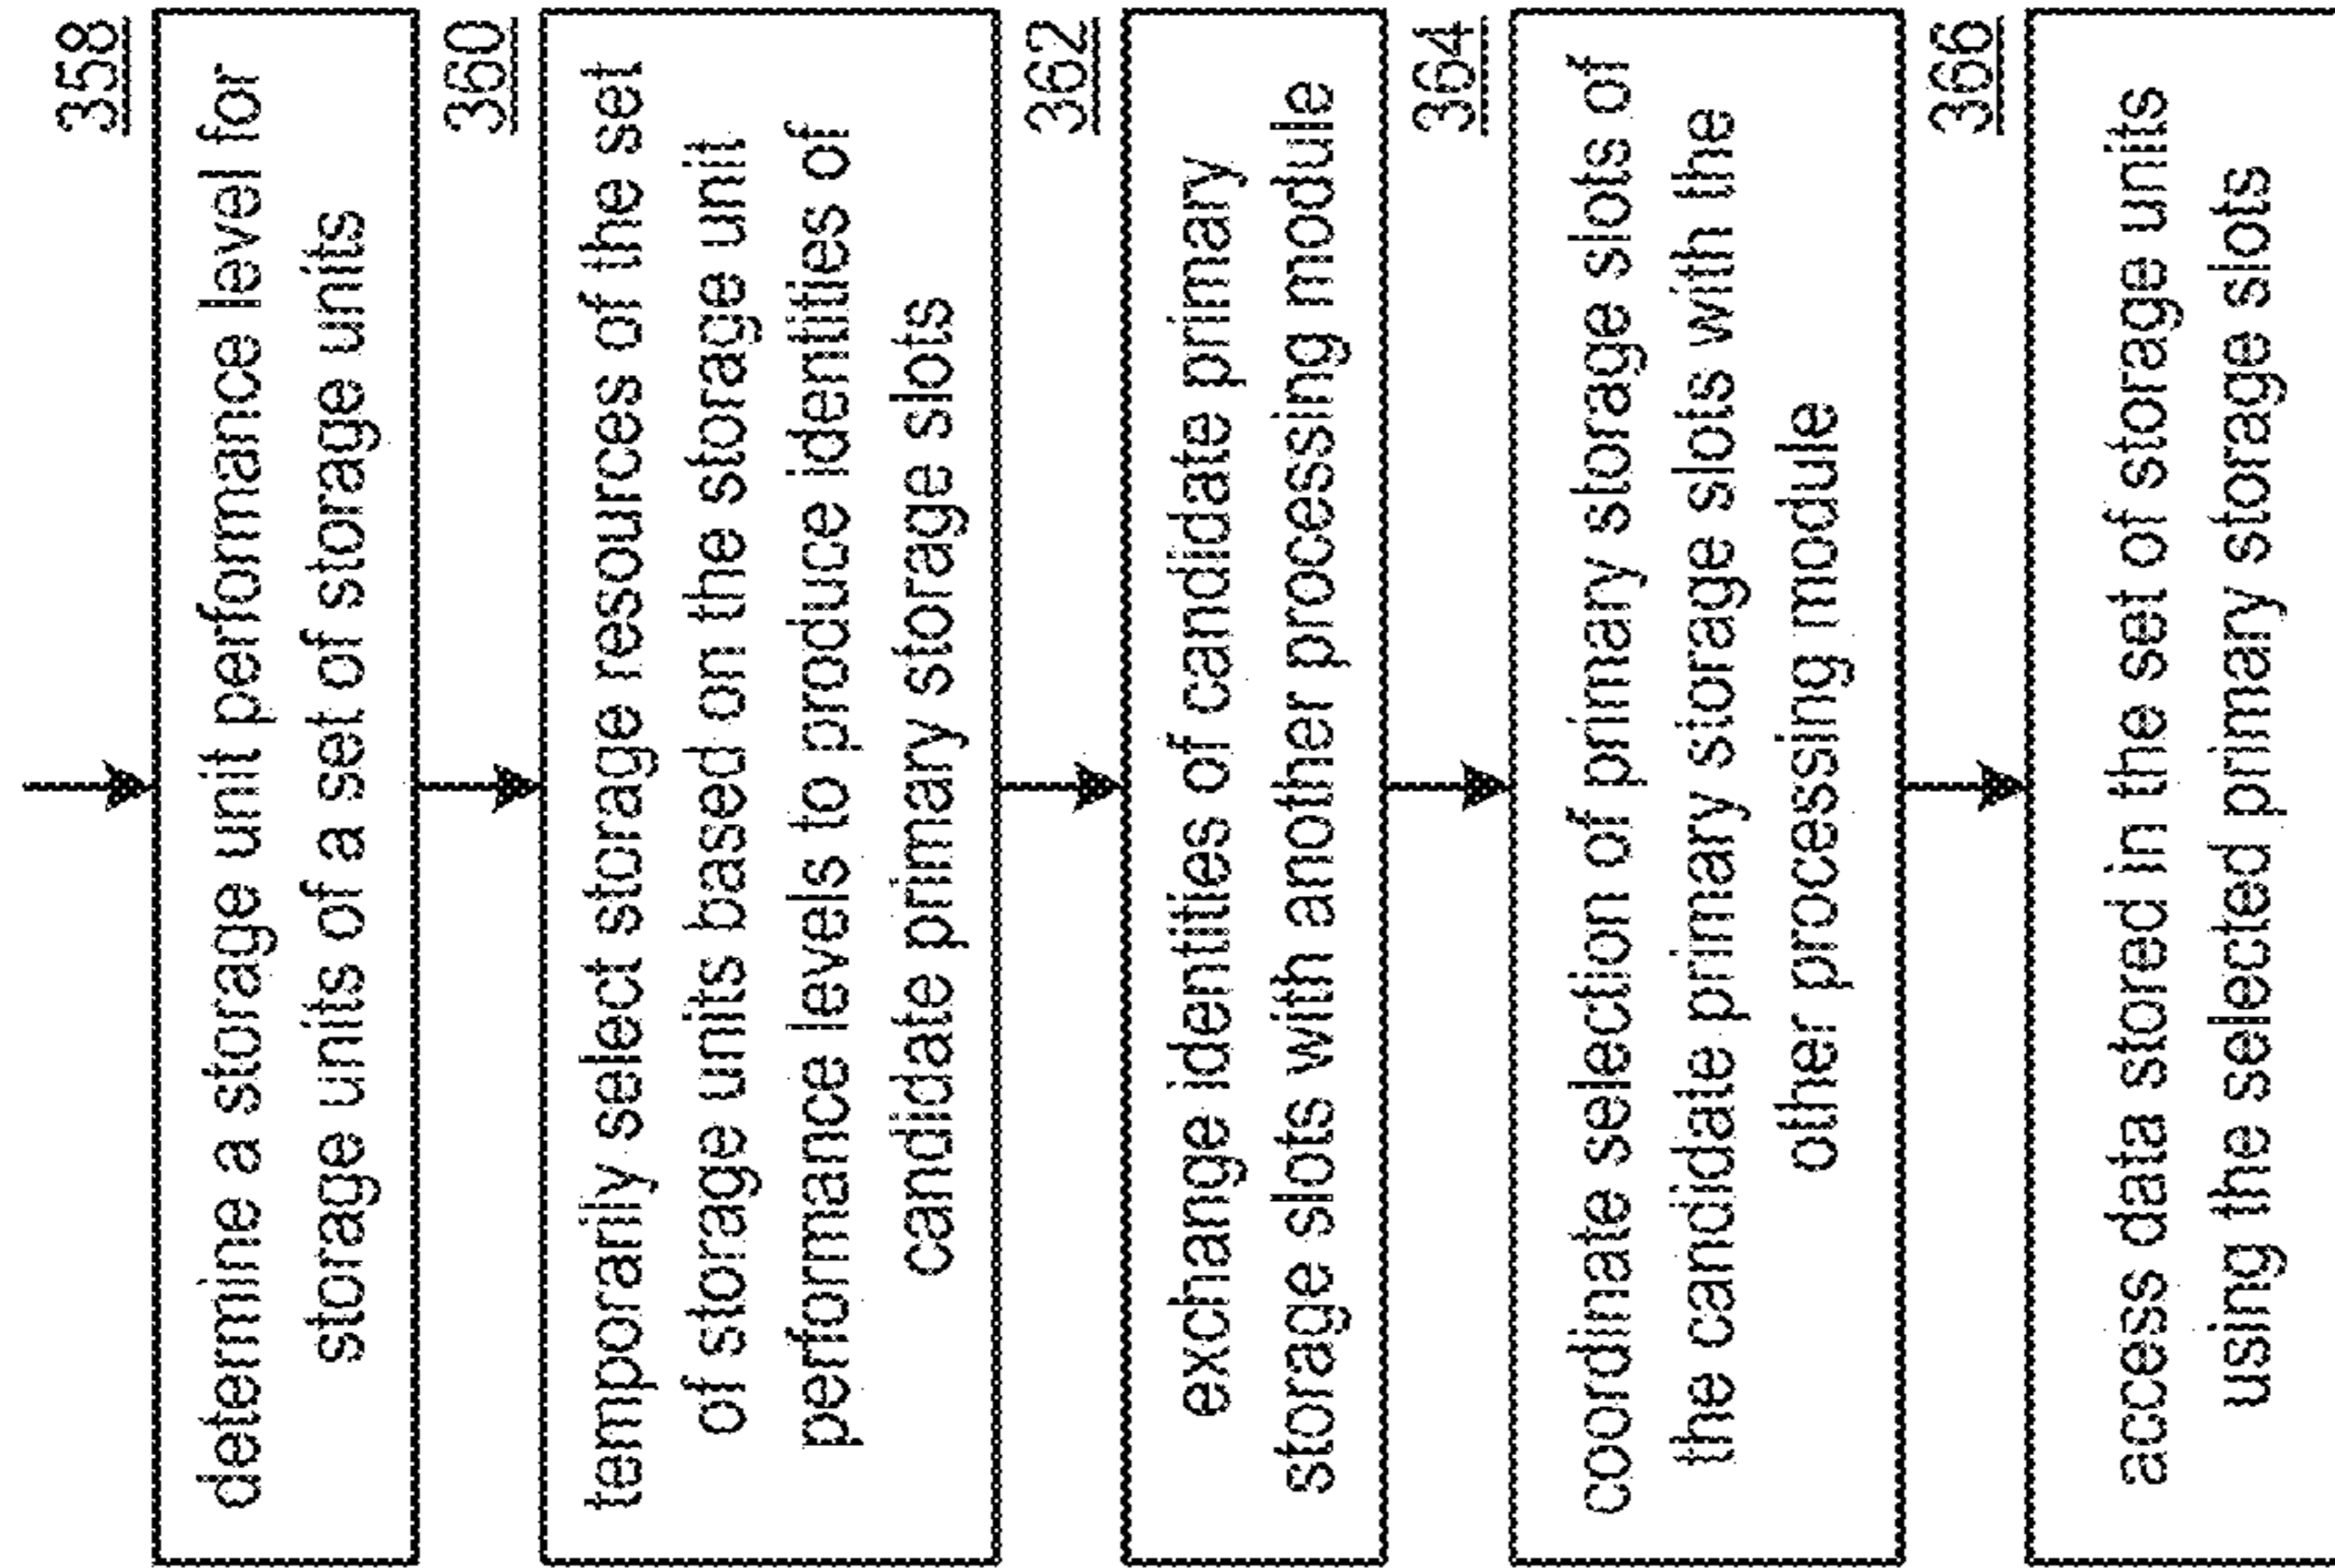 358
determine a storage unit performance level for
storage units of a set of storage units
360
temporarily select storage resources of the set
of storage units based on the storage unit
performance levels to produce identities of
candidate primary storage slots
362
exchange identities of candidate primary
storage slots with another processing module
364
coordinate selection of primary storage slots of
the candidate primary storage slots with the
other processing module
366
access data stored in the set of storage units
using the selected primary storage slots